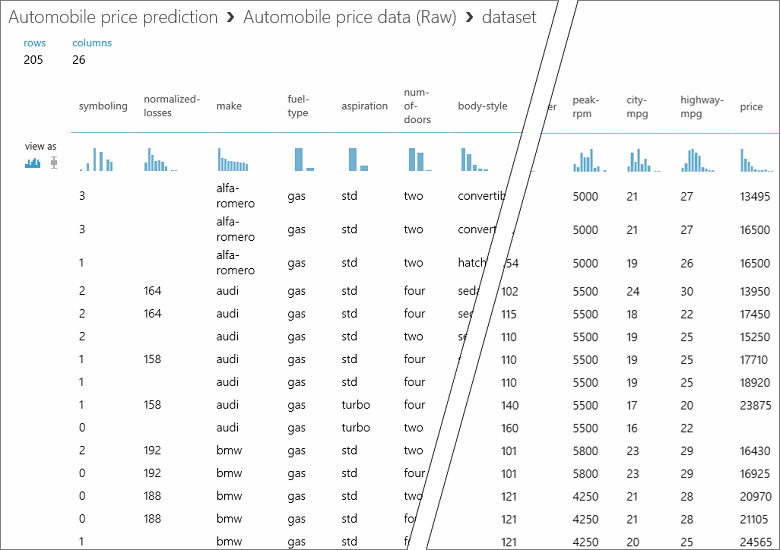 Automobile price prediction › Automobile price data (Raw) › dataset
rows columns
205 26
symboling normalized-losses make fuel-type aspiration num-of-doors body-style er peak-rpm city-mpg highway-mpg price
view as
3 alfa-romero gas std two convertib 5000 21 27 13495
3 alfa-romero gas std two convert 5000 21 27 16500
1 alfa-romero gas std two hatch 54 5000 19 26 16500
2 164 audi gas std four seda 102 5500 24 30 13950
2 164 audi gas std four sed 115 5500 18 22 17450
2 audi gas std two se 110 5500 19 25 15250
1 158 audi gas std four 110 5500 19 25 17710
1 audi gas std four 110 5500 19 25 18920
1 158 audi gas turbo four 140 5500 17 20 23875
0 audi gas turbo two 160 5500 16 22
2 192 bmw gas std two 101 5800 23 29 16430
0 192 bmw gas std four 101 5800 23 29 16925
0 188 bmw gas std two 121 4250 21 28 20970
0 188 bmw gas std fo 121 4250 21 28 21105
1 bmw gas std f 121 4250 20 25 24565